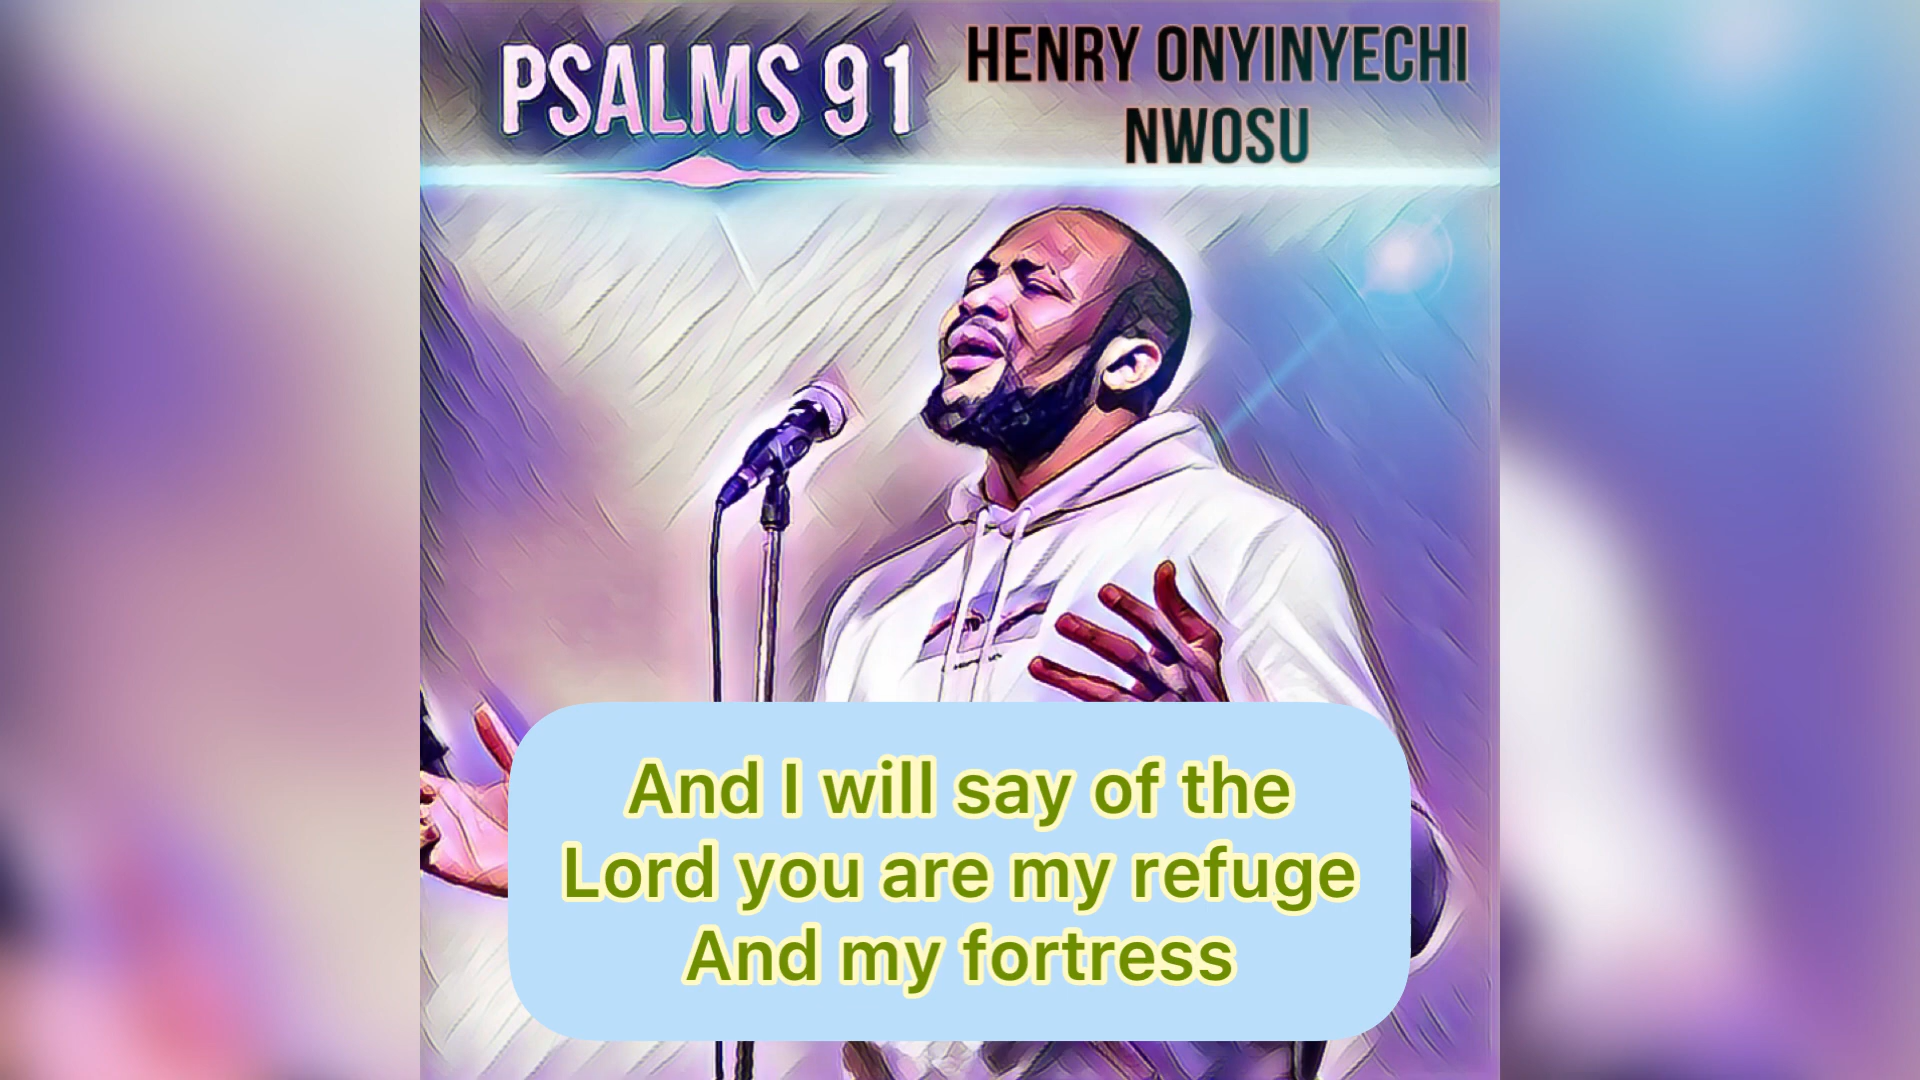 PSALMS 91
HENRY ONYINYECHI
NWOSU
And I will say of the
Lord you are my refuge
And my fortress